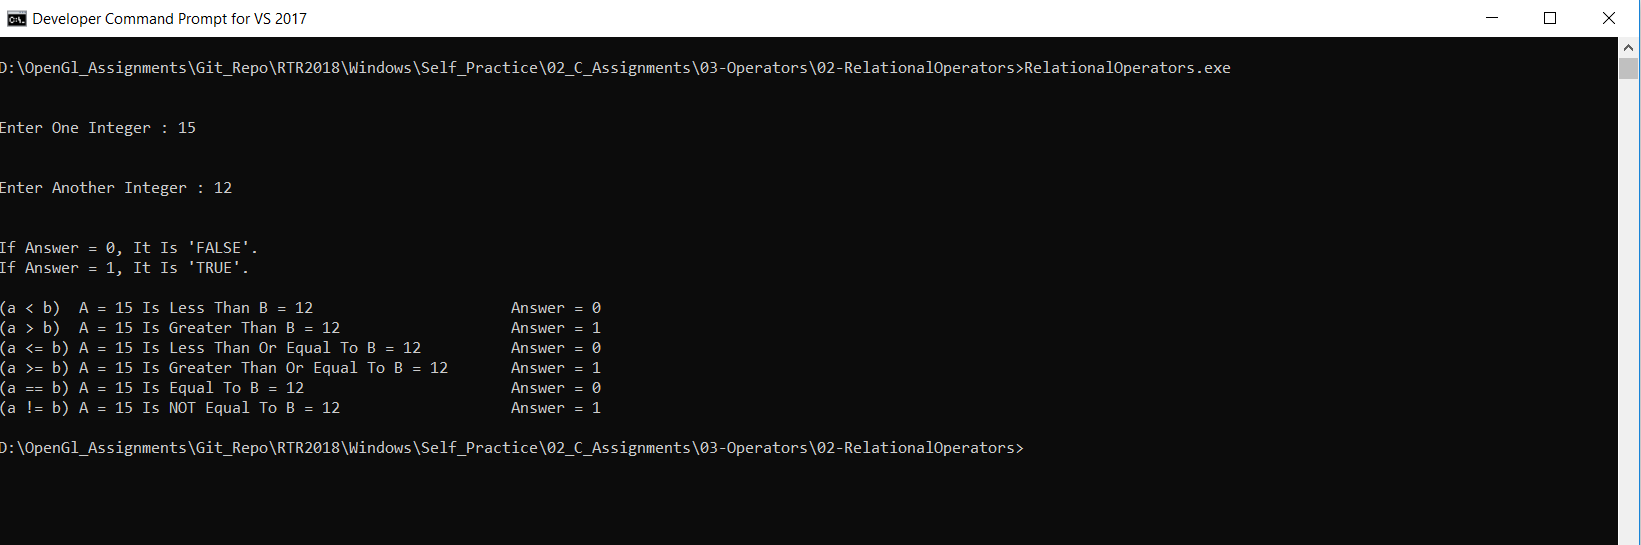 Developer Command Prompt for VS 2017
D:\OpenGl_Assignments\Git_Repo\RTR2018\Windows\Self_Practice\02_C_Assignments\03-Operators\02-RelationalOperators>RelationalOperators.exe
Enter One Integer : 15
Enter Another Integer : 12
If Answer = 0, It Is 'FALSE'.
If Answer = 1, It Is 'TRUE'.
(a < b)  A = 15 Is Less Than B = 12                      Answer = 0
(a > b)  A = 15 Is Greater Than B = 12                   Answer = 1
(a <= b) A = 15 Is Less Than Or Equal To B = 12          Answer = 0
(a >= b) A = 15 Is Greater Than Or Equal To B = 12       Answer = 1
(a == b) A = 15 Is Equal To B = 12                       Answer = 0
(a != b) A = 15 Is NOT Equal To B = 12                   Answer = 1
D:\OpenGl_Assignments\Git_Repo\RTR2018\Windows\Self_Practice\02_C_Assignments\03-Operators\02-RelationalOperators>